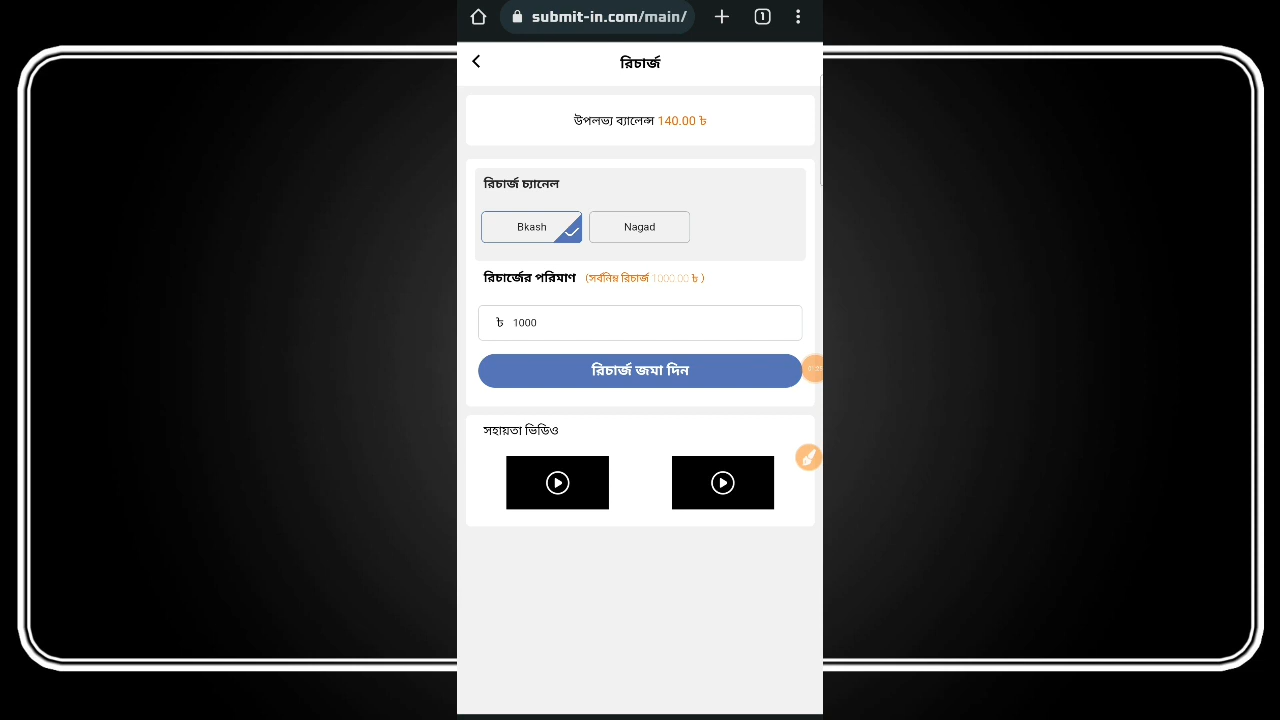 submit-in.com/main/
1
রিচার্জ
উপলভ্য ব্যালেন্স 140.00 ৳
রিচার্জ চ্যানেল
Bkash
Nagad
রিচার্জের পরিমাণ (সর্বনিম্ন রিচার্জ 1000.00 ৳ )
৳ 1000
রিচার্জ জমা দিন
সহায়তা ভিডিও